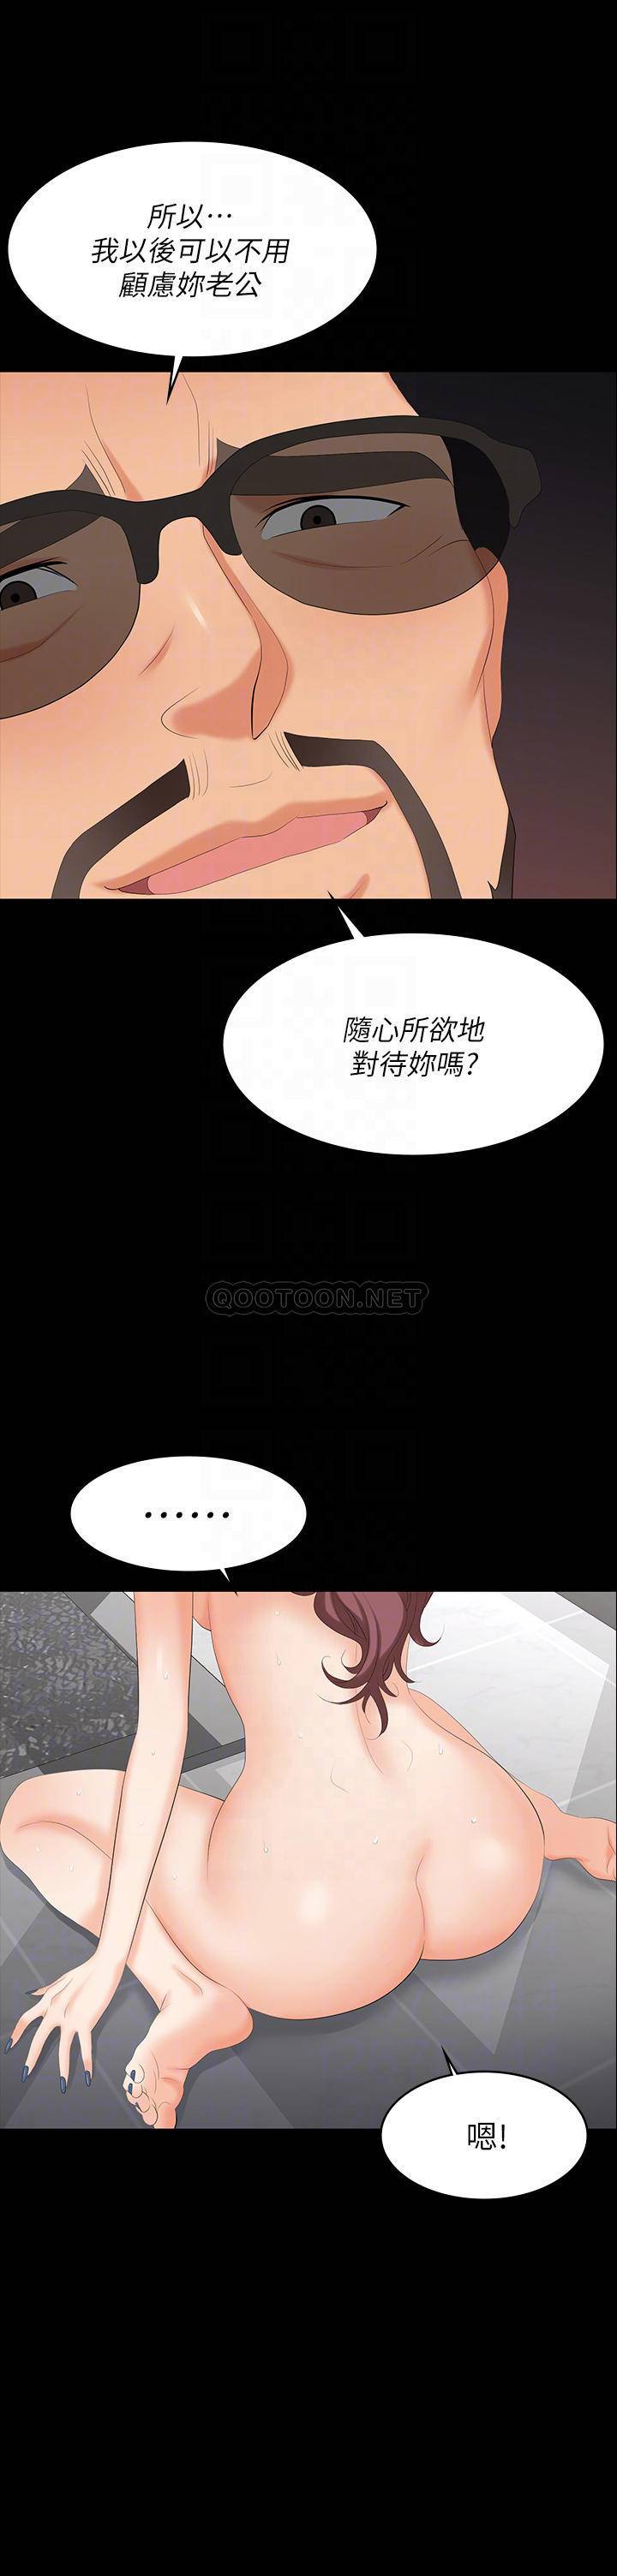 所以…
我以後可以不用
顧慮妳老公
隨心所欲地
對待妳嗎?
QOOTOON.NET
......
嗯!